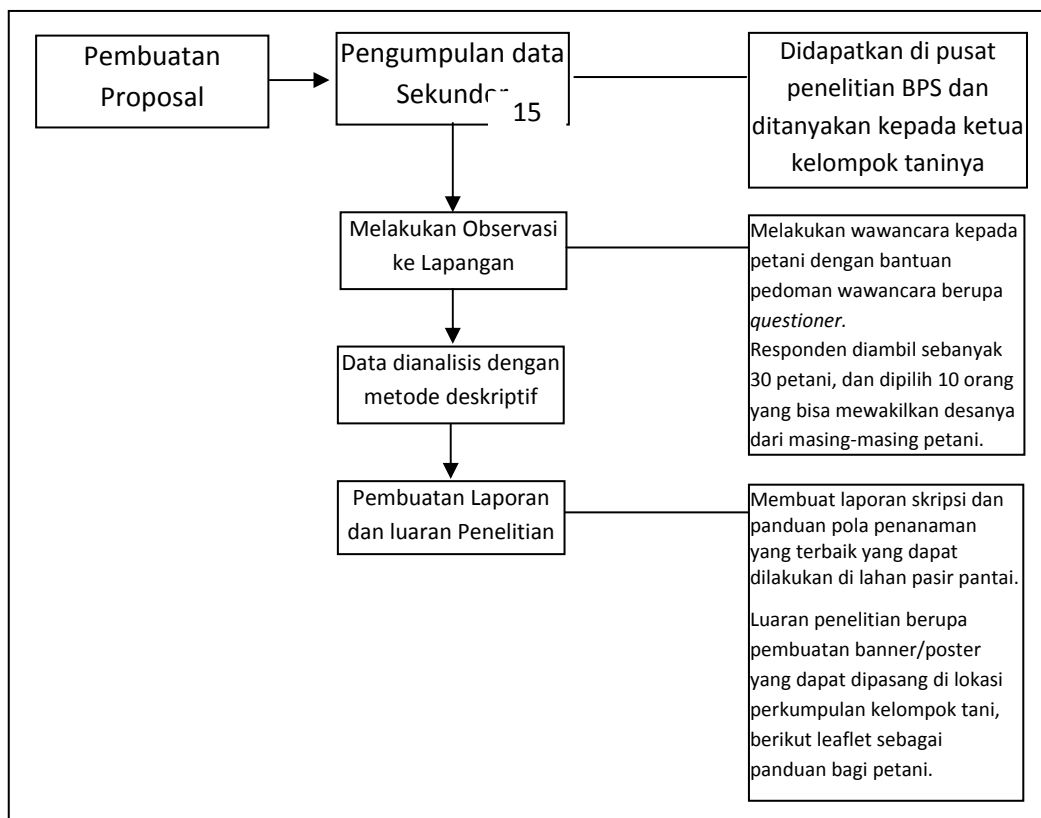 Pembuatan
Proposal
Pengumpulan data
15
Didapatkan di pusat
penelitian BPS dan
ditanyakan kepada ketua
kelompok taninya
Melakukan Observasi
ke Lapangan
Melakukan wawancara kepada
petani dengan bantuan
pedoman wawancara berupa
questioner.
Responden diambil sebanyak
30 petani, dan dipilih 10 orang
yang bisa mewakilkan desanya
dari masing-masing petani.
Data dianalisis dengan
metode deskriptif
Pembuatan Laporan
dan luaran Penelitian
Membuat laporan skripsi dan
panduan pola penanaman
yang terbaik yang dapat
dilakukan di lahan pasir pantai.
Luaran penelitian berupa
pembuatan banner/poster
yang dapat dipasang di lokasi
perkumpulan kelompok tani,
berikut leaflet sebagai
panduan bagi petani.